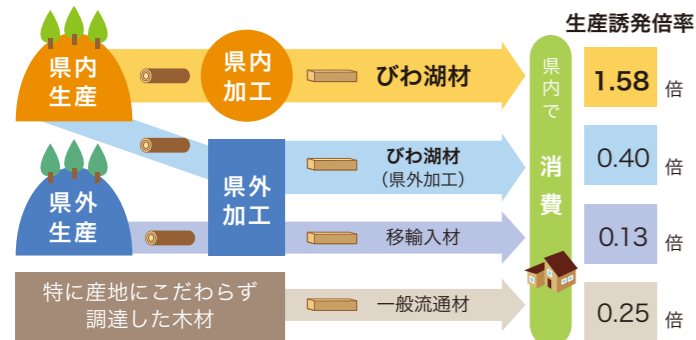 生産誘発倍率
県内
生産
県内
加工
びわ湖材
1.58 倍
県外
生産
県外
加工
びわ湖材
（県外加工）
0.40 倍
移輸入材
0.13 倍
特に産地にこだわらず
調達した木材
一般流通材
0.25 倍
県内で
消費